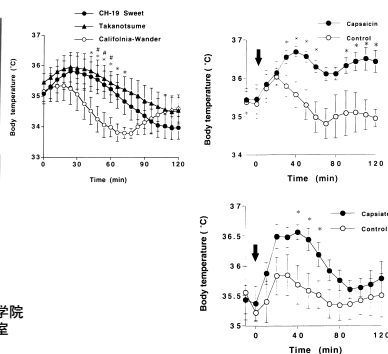 CH-19 Sweet
Takanotsume
Califolnia-Wander
37
36
35
34
33
0 30 60 90 120
Body temperature (˚C)
Time (min)
Capsaicin
Control
37
36
35
34
0 40 80 120
Body temperature (˚C)
Time (min)
Capsiate
Control
37
36.5
36
35.5
35
0 40 80 120
Body temperature (˚C)
Time (min)
学院
室